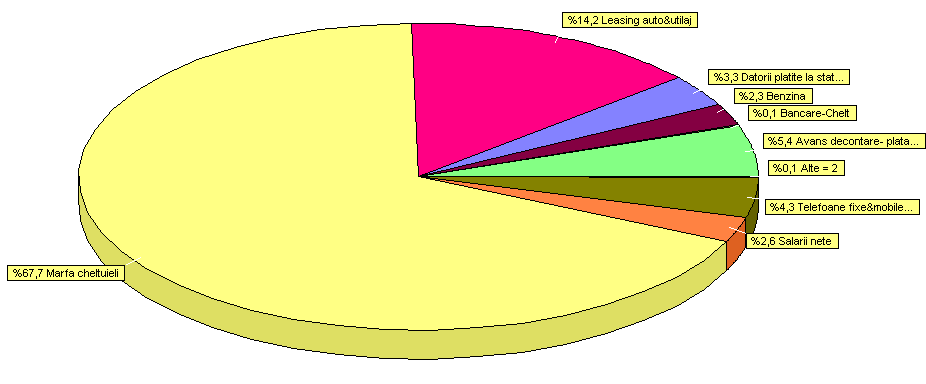 %14,2 Leasing auto&utilaj
%3,3 Datorii platite la stat...
%2,3 Benzina
%0,1 Bancare-Chelt
%5,4 Avans decontare- plata...
%0,1 Alte = 2
%4,3 Telefoane fixe&mobile...
%2,6 Salarii nete
%67,7 Marfa cheltuieli